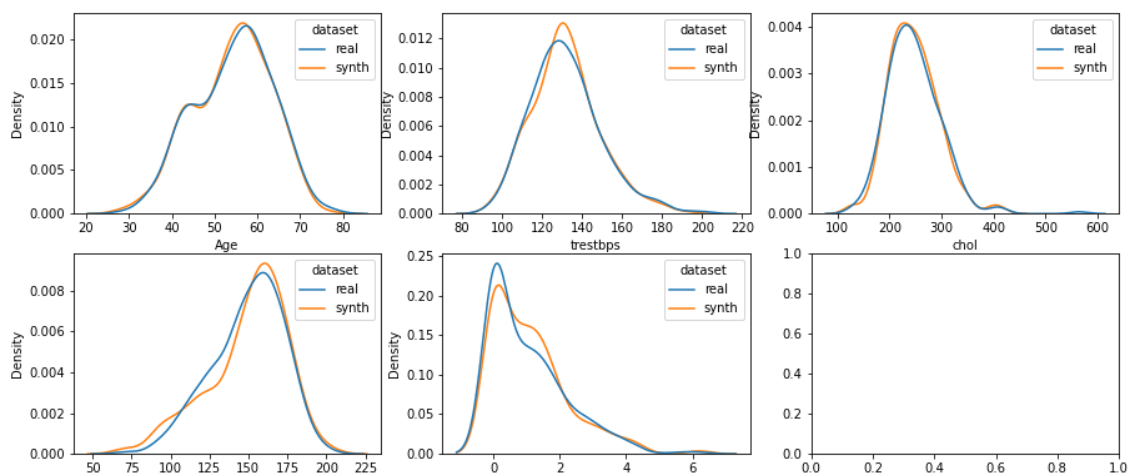 dataset
real
synth
Density
0.020
0.015
0.010
0.005
0.000
20 30 40 50 60 70 80
Age
dataset
real
synth
Density
0.012
0.010
0.008
0.006
0.004
0.002
0.000
80 100 120 140 160 180 200 220
trestbps
dataset
real
synth
Density
0.004
0.003
0.002
0.001
0.000
100 200 300 400 500 600
chol
dataset
real
synth
Density
0.008
0.006
0.004
0.002
0.000
50 75 100 125 150 175 200 225
dataset
real
synth
Density
0.25
0.20
0.15
0.10
0.05
0.00
0 2 4 6
1.0
0.8
0.6
0.4
0.2
0.0
0.0 0.2 0.4 0.6 0.8 1.0